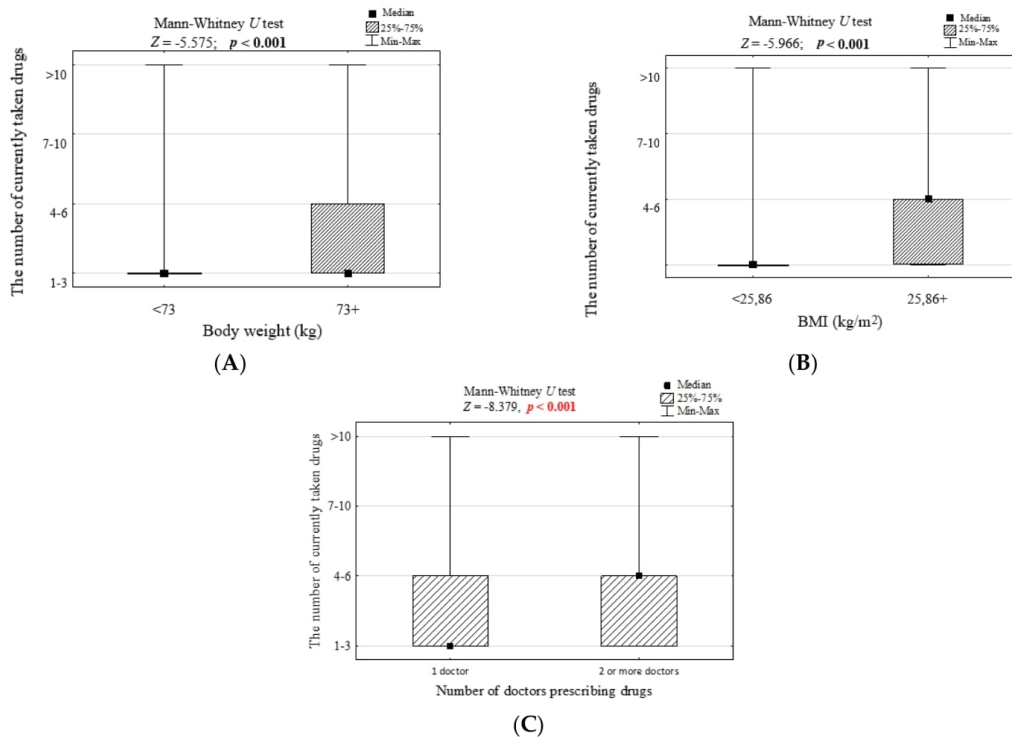 Mann-Whitney U test
Z = -5.575; p < 0.001
Median
25%-75%
Min-Max
The number of currently taken drugs
>10
7-10
4-6
1-3
<73
73+
Body weight (kg)
(A)
Mann-Whitney U test
Z = -5.966; p < 0.001
Median
25%-75%
Min-Max
The number of currently taken drugs
>10
7-10
4-6
1-3
<25,86
25,86+
BMI (kg/m²)
(B)
Mann-Whitney U test
Z = -8.379, p < 0.001
Median
25%-75%
Min-Max
The number of currently taken drugs
>10
7-10
4-6
1-3
1 doctor
2 or more doctors
Number of doctors prescribing drugs
(C)